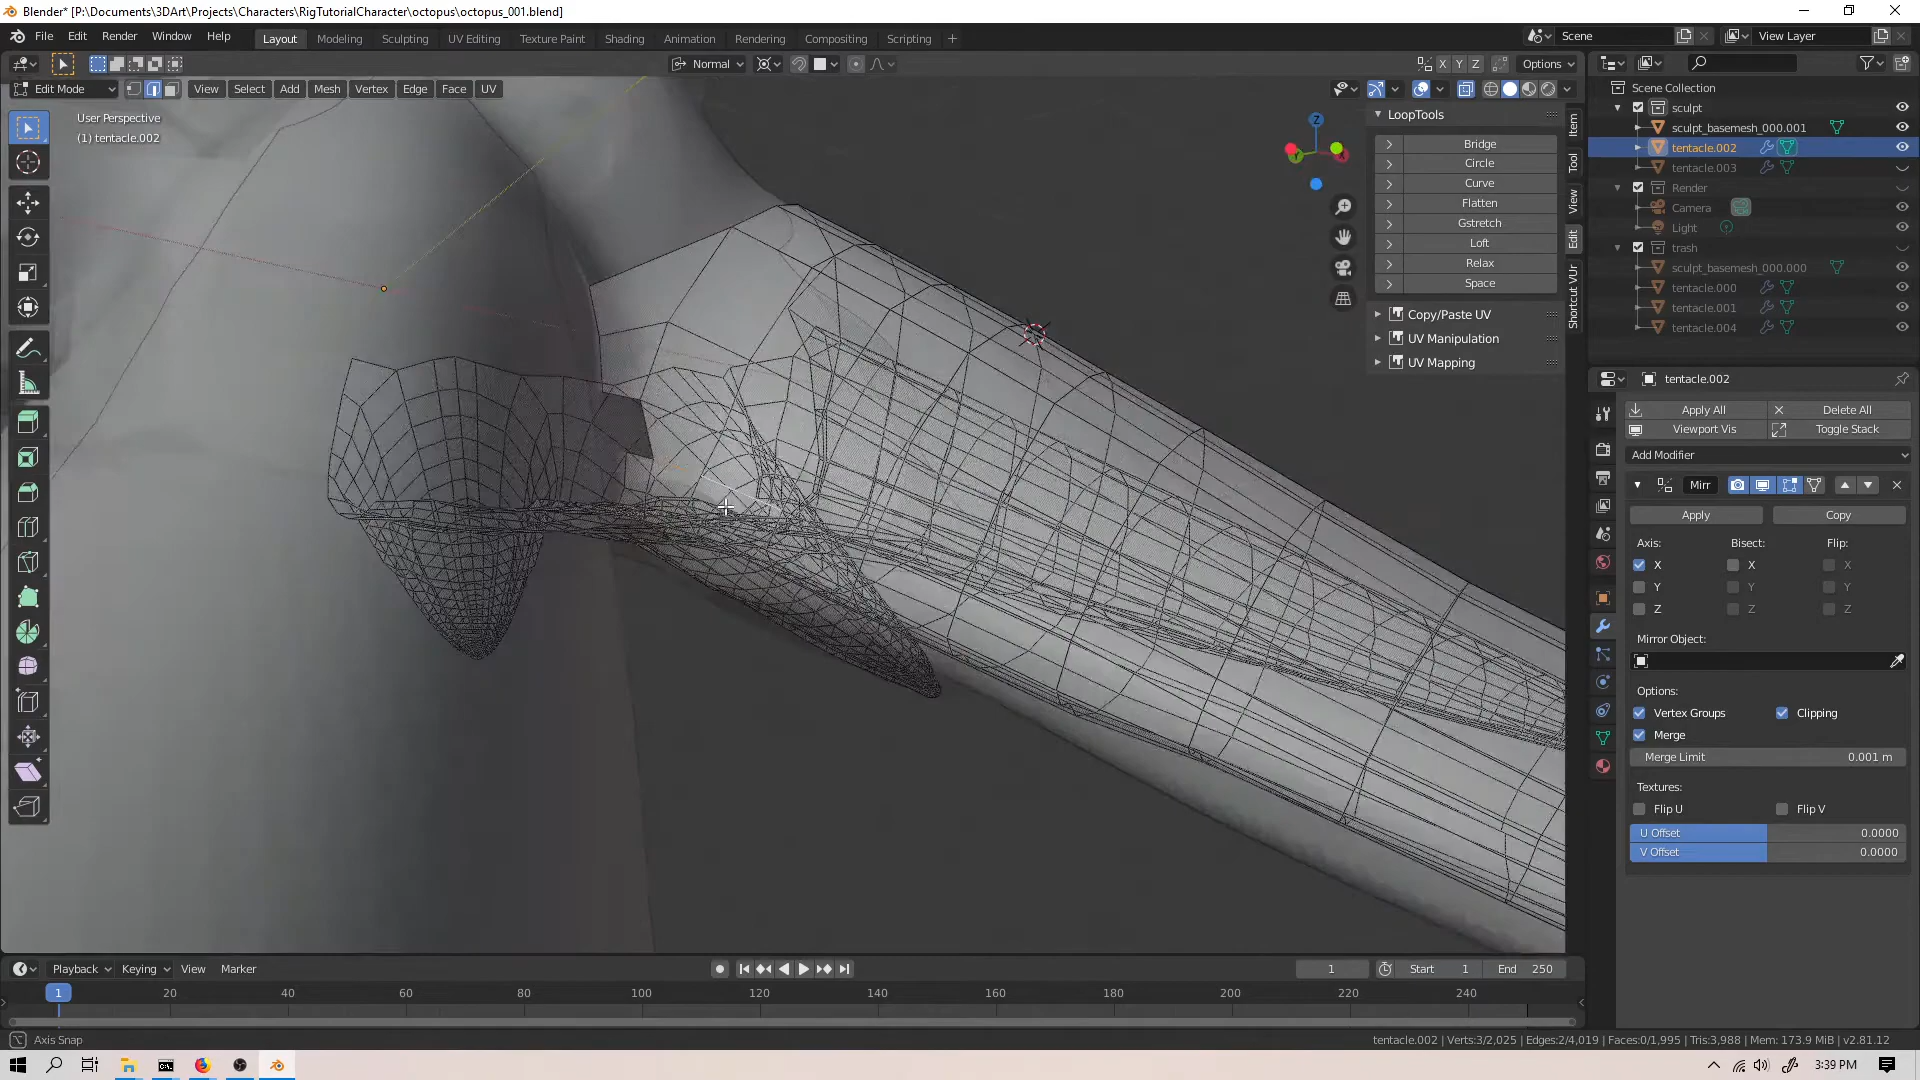 Blender* [P:\Documents\3DArt\Projects\Characters\RigTutorialCharacter\octopus\octopus_001.blend]
File Edit Render Window Help Layout Modeling Sculpting UV Editing Texture Paint Shading Animation Rendering Compositing Scripting + Scene View Layer
Normal X Y Z Options
Edit Mode View Select Add Mesh Vertex Edge Face UV
User Perspective
(1) tentacle.002
Z
Y
X
LoopTools
Bridge
Circle
Curve
Flatten
Gstretch
Loft
Relax
Space
Copy/Paste UV
UV Manipulation
UV Mapping
Item
Tool
View
Edit
Shortcut VUr
Scene Collection
sculpt
sculpt_basemesh_000.001
tentacle.002
tentacle.003
Render
Camera
Light
trash
sculpt_basemesh_000.000
tentacle.000
tentacle.001
tentacle.004
tentacle.002
Apply All Delete All
Viewport Vis Toggle Stack
Add Modifier
Mirr
Apply Copy
Axis: Bisect: Flip:
X X X
Y Y Y
Z Z Z
Mirror Object:
Options:
Vertex Groups Clipping
Merge
Merge Limit 0.001 m
Textures:
Flip U Flip V
U Offset 0.0000
V Offset 0.0000
Playback Keying View Marker 1 Start 1 End 250
1 20 40 60 80 100 120 140 160 180 200 220 240
Axis Snap tentacle.002 | Verts:3/2,025 | Edges:2/4,019 | Faces:0/1,995 | Tris:3,988 | Mem: 173.9 MiB | v2.81.12
3:39 PM